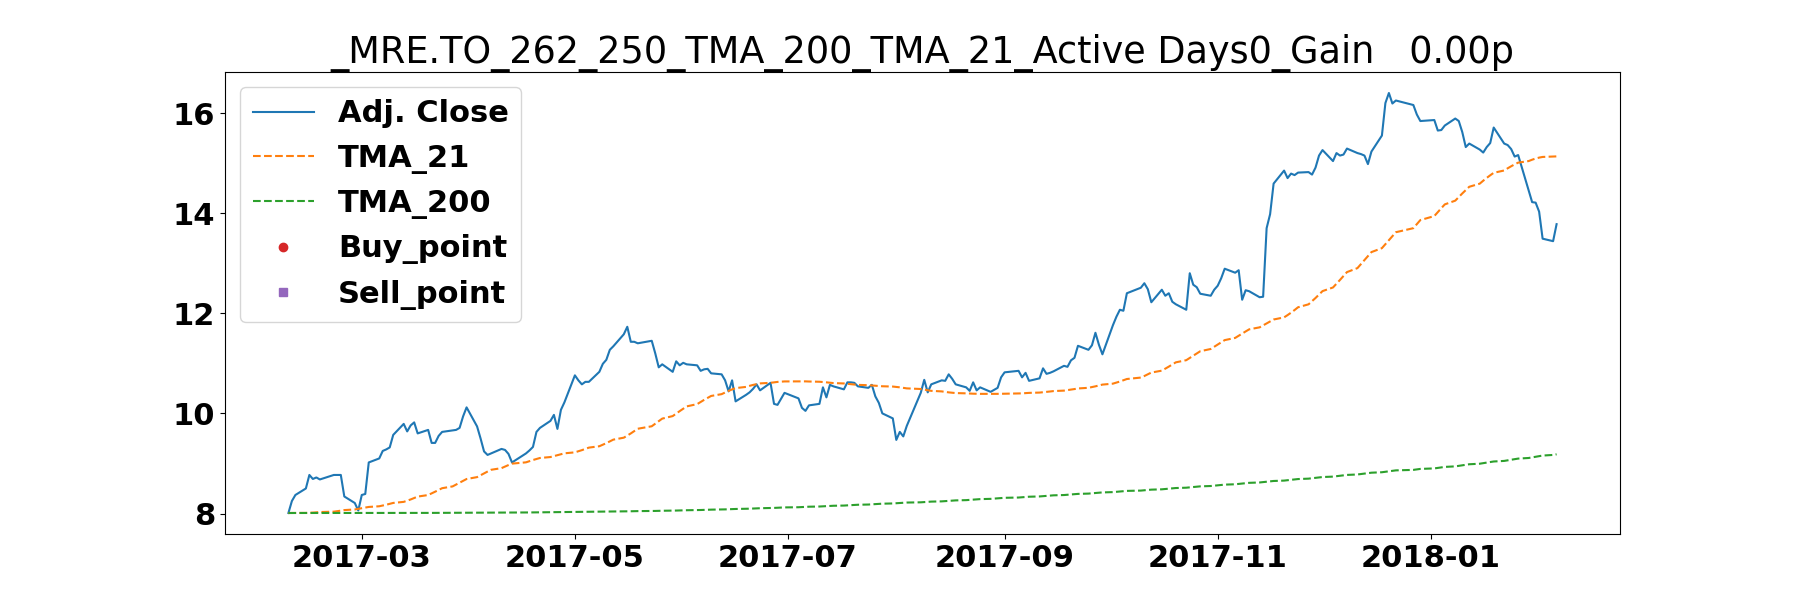 _MRE.TO_262_250_TMA_200_TMA_21_Active Days0_Gain   0.00p
16
14
12
10
8
Adj. Close
TMA_21
TMA_200
Buy_point
Sell_point
2017-03 2017-05 2017-07 2017-09 2017-11 2018-01